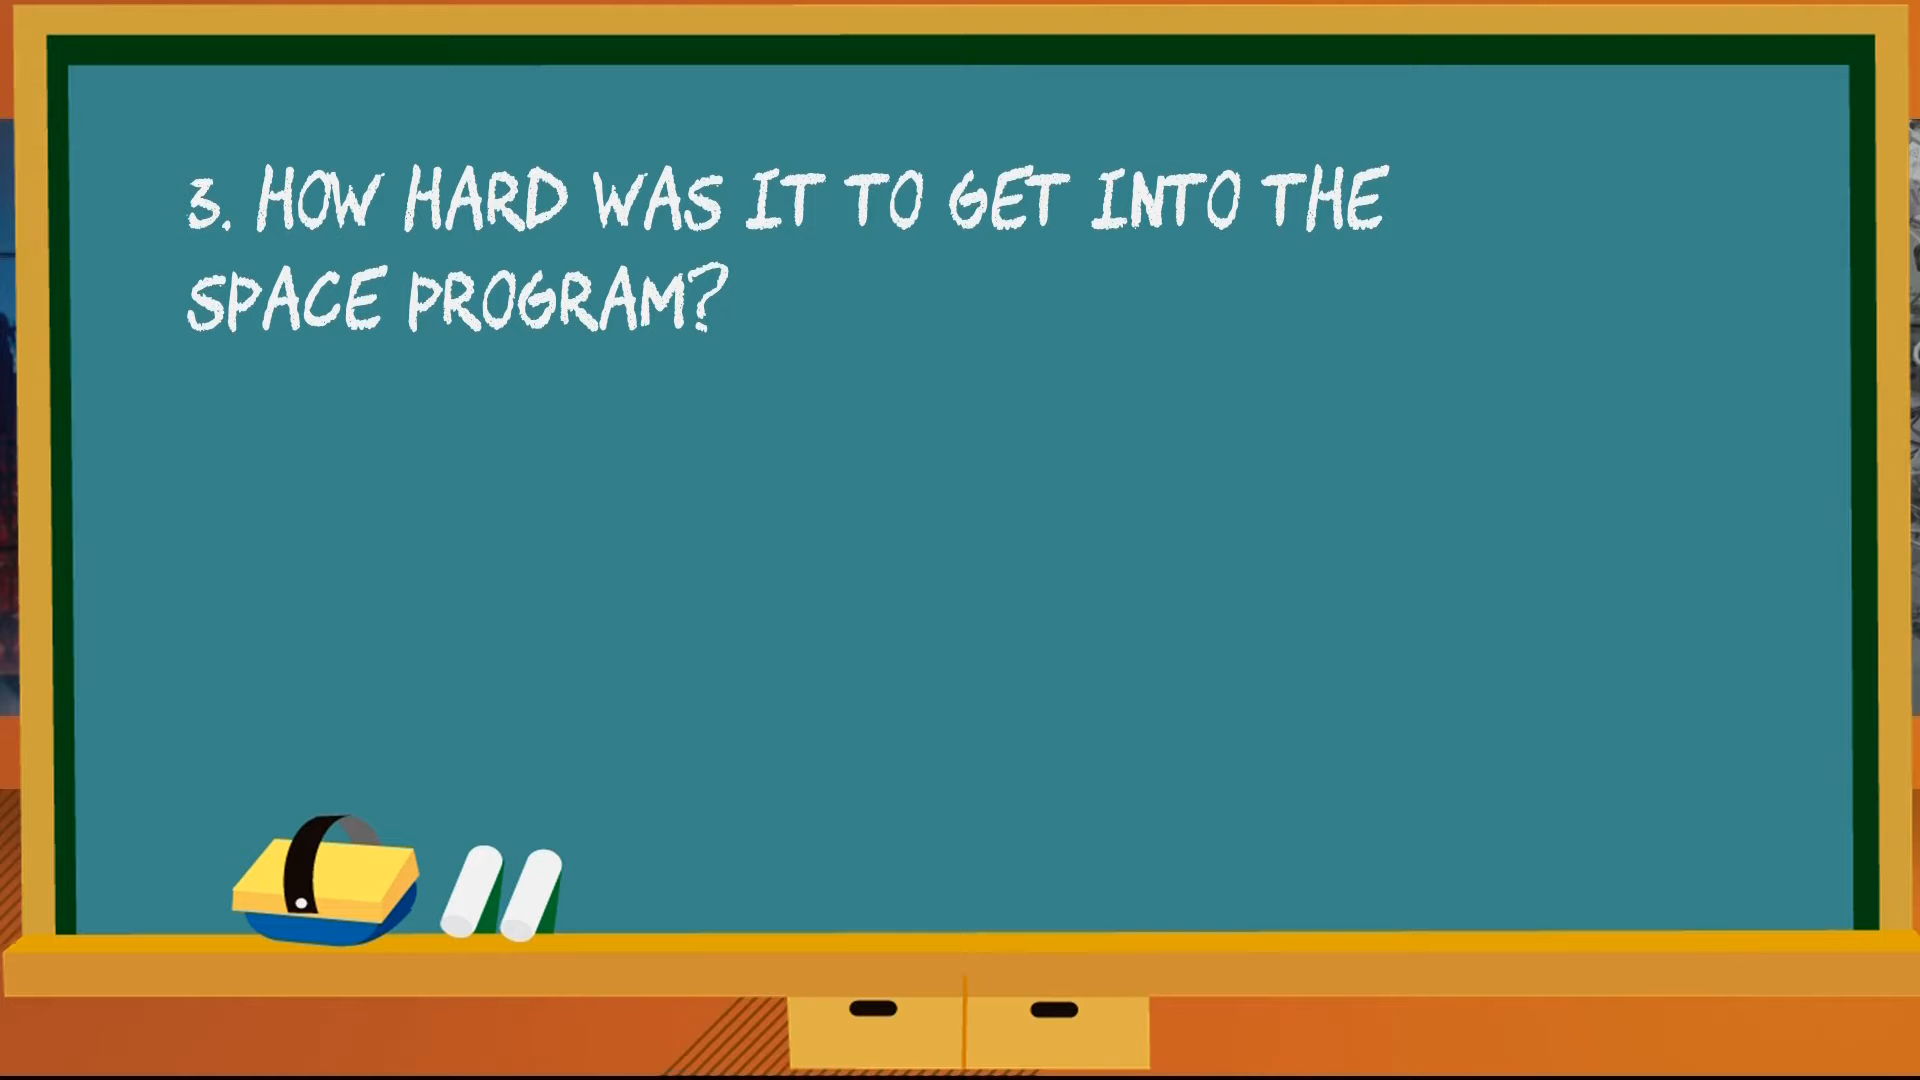 3. HOW HARD WAS IT TO GET INTO THE
SPACE PROGRAM?